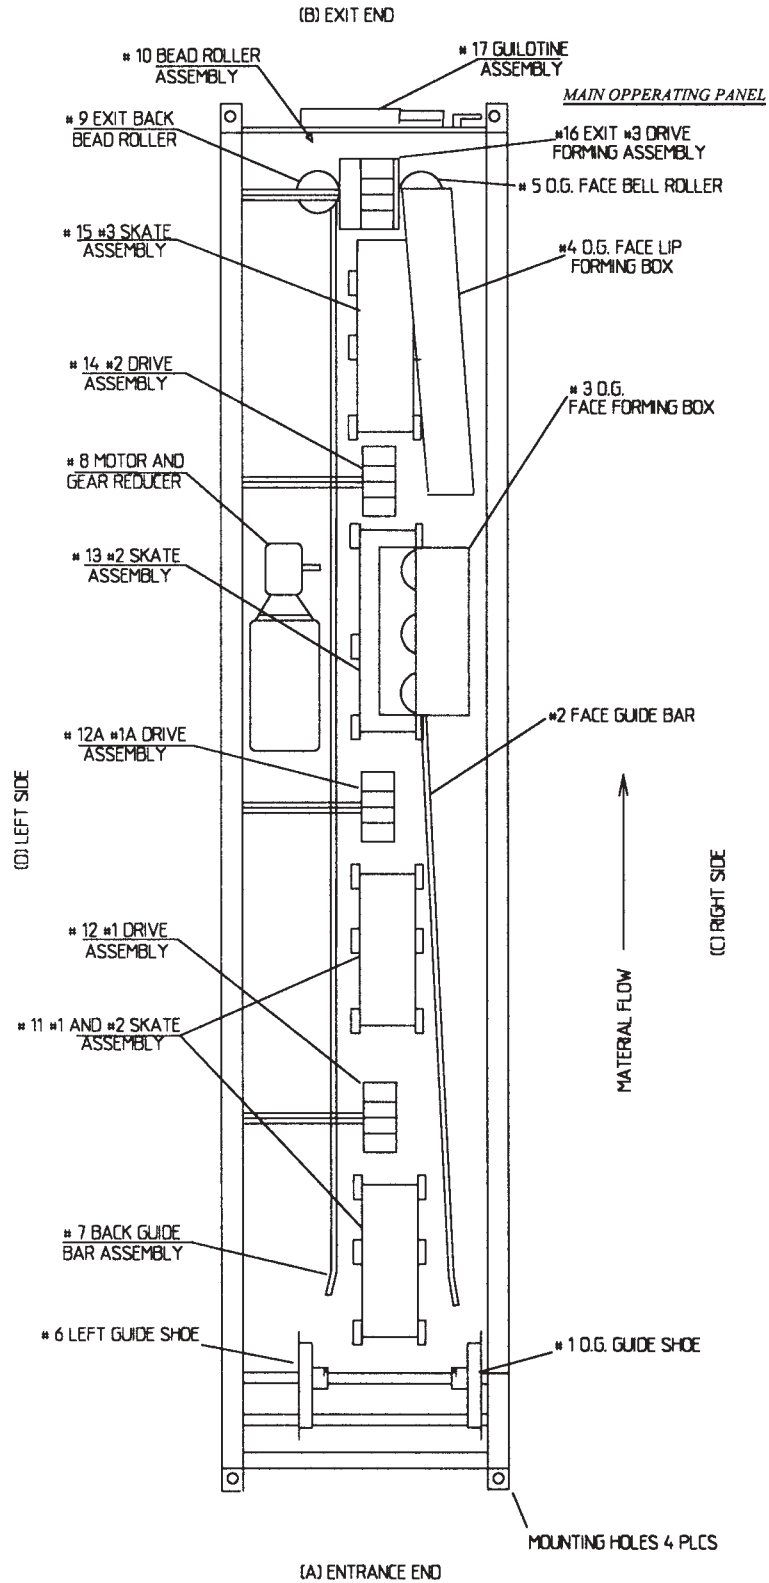 (B) EXIT END
# 10 BEAD ROLLER
ASSEMBLY
# 17 GUILOTINE
ASSEMBLY
MAIN OPPERATING PANEL
# 9 EXIT BACK
BEAD ROLLER
#16 EXIT #3 DRIVE
FORMING ASSEMBLY
# 5 O.G. FACE BELL ROLLER
# 15 #3 SKATE
ASSEMBLY
#4 O.G. FACE LIP
FORMING BOX
# 14 #2 DRIVE
ASSEMBLY
# 3 O.G.
FACE FORMING BOX
# 8 MOTOR AND
GEAR REDUCER
# 13 #2 SKATE
ASSEMBLY
#2 FACE GUIDE BAR
# 12A #1A DRIVE
ASSEMBLY
(D) LEFT SIDE
(C) RIGHT SIDE
MATERIAL FLOW
# 12 #1 DRIVE
ASSEMBLY
# 11 #1 AND #2 SKATE
ASSEMBLY
# 7 BACK GUIDE
BAR ASSEMBLY
# 6 LEFT GUIDE SHOE
# 1 O.G. GUIDE SHOE
MOUNTING HOLES 4 PLCS
(A) ENTRANCE END